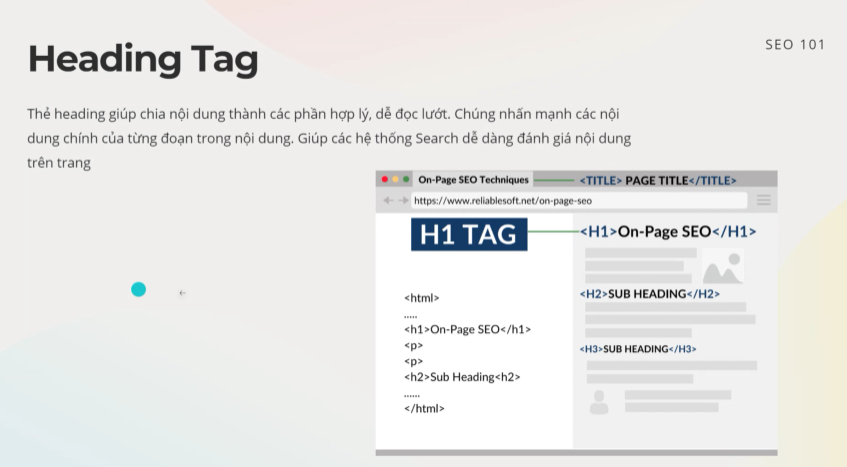 SEO 101
Heading Tag
Thẻ heading giúp chia nội dung thành các phần hợp lý, dễ đọc lướt. Chúng nhấn mạnh các nội
dung chính của từng đoạn trong nội dung. Giúp các hệ thống Search dễ dàng đánh giá nội dung
trên trang
On-Page SEO Techniques
<TITLE> PAGE TITLE</TITLE>
https://www.reliablesoft.net/on-page-seo
H1 TAG
<H1>On-Page SEO</H1>
<H2>SUB HEADING</H2>
<H3>SUB HEADING</H3>
<html>
.....
<h1>On-Page SEO</h1>
<p>
<p>
<h2>Sub Heading<h2>
......
</html>